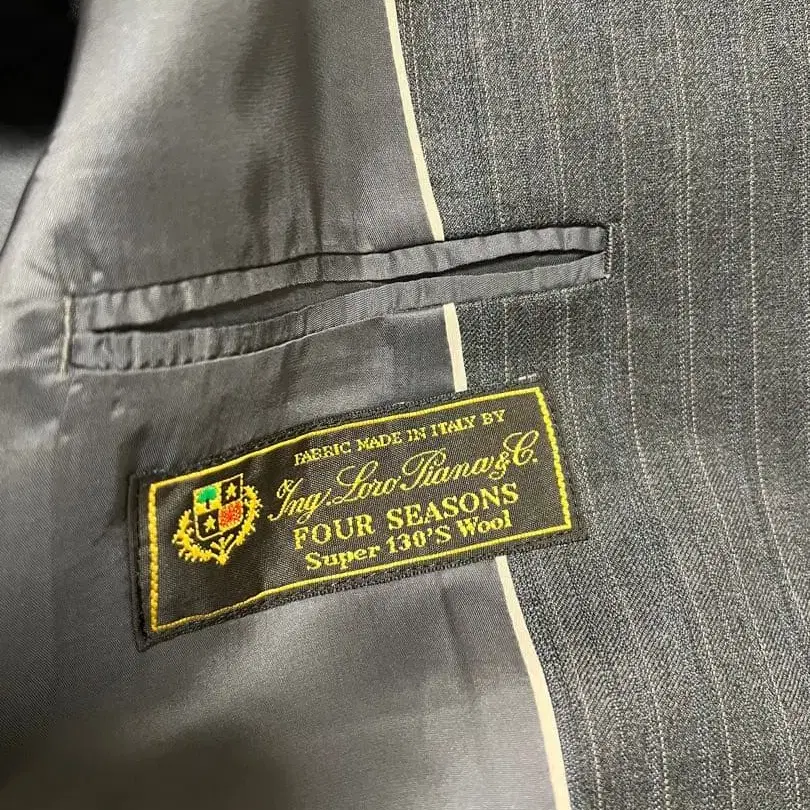 FABRIC MADE IN ITALY BY
Ing. Loro Piana & C.
FOUR SEASONS
Super 130'S Wool